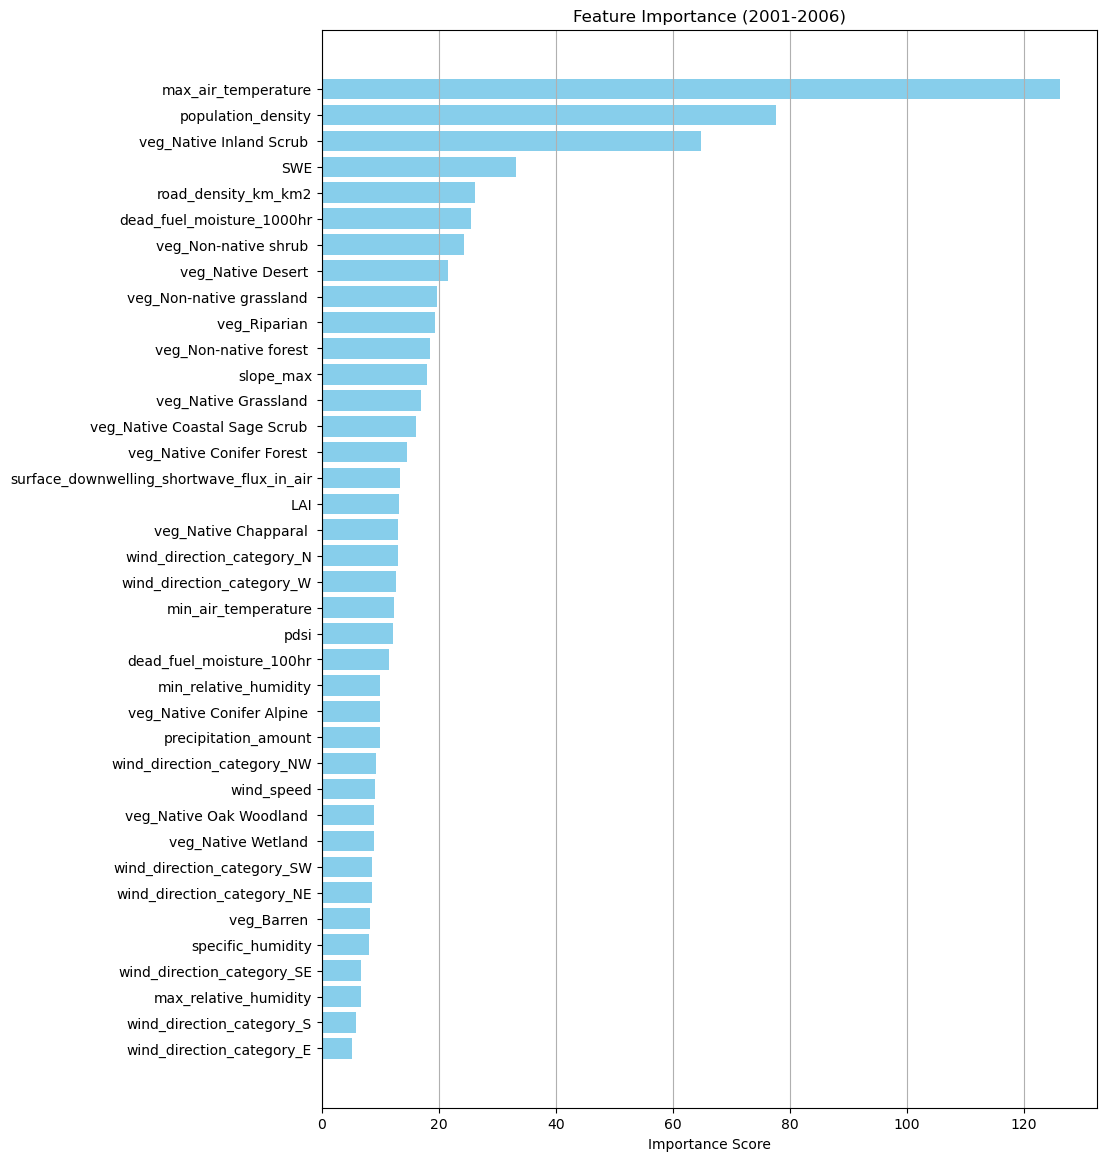 Feature Importance (2001-2006)
max_air_temperature
population_density
veg_Native Inland Scrub
SWE
road_density_km_km2
dead_fuel_moisture_1000hr
veg_Non-native shrub
veg_Native Desert
veg_Non-native grassland
veg_Riparian
veg_Non-native forest
slope_max
veg_Native Grassland
veg_Native Coastal Sage Scrub
veg_Native Conifer Forest
surface_downwelling_shortwave_flux_in_air
LAI
veg_Native Chapparal
wind_direction_category_N
wind_direction_category_W
min_air_temperature
pdsi
dead_fuel_moisture_100hr
min_relative_humidity
veg_Native Conifer Alpine
precipitation_amount
wind_direction_category_NW
wind_speed
veg_Native Oak Woodland
veg_Native Wetland
wind_direction_category_SW
wind_direction_category_NE
veg_Barren
specific_humidity
wind_direction_category_SE
max_relative_humidity
wind_direction_category_S
wind_direction_category_E
0 20 40 60 80 100 120
Importance Score